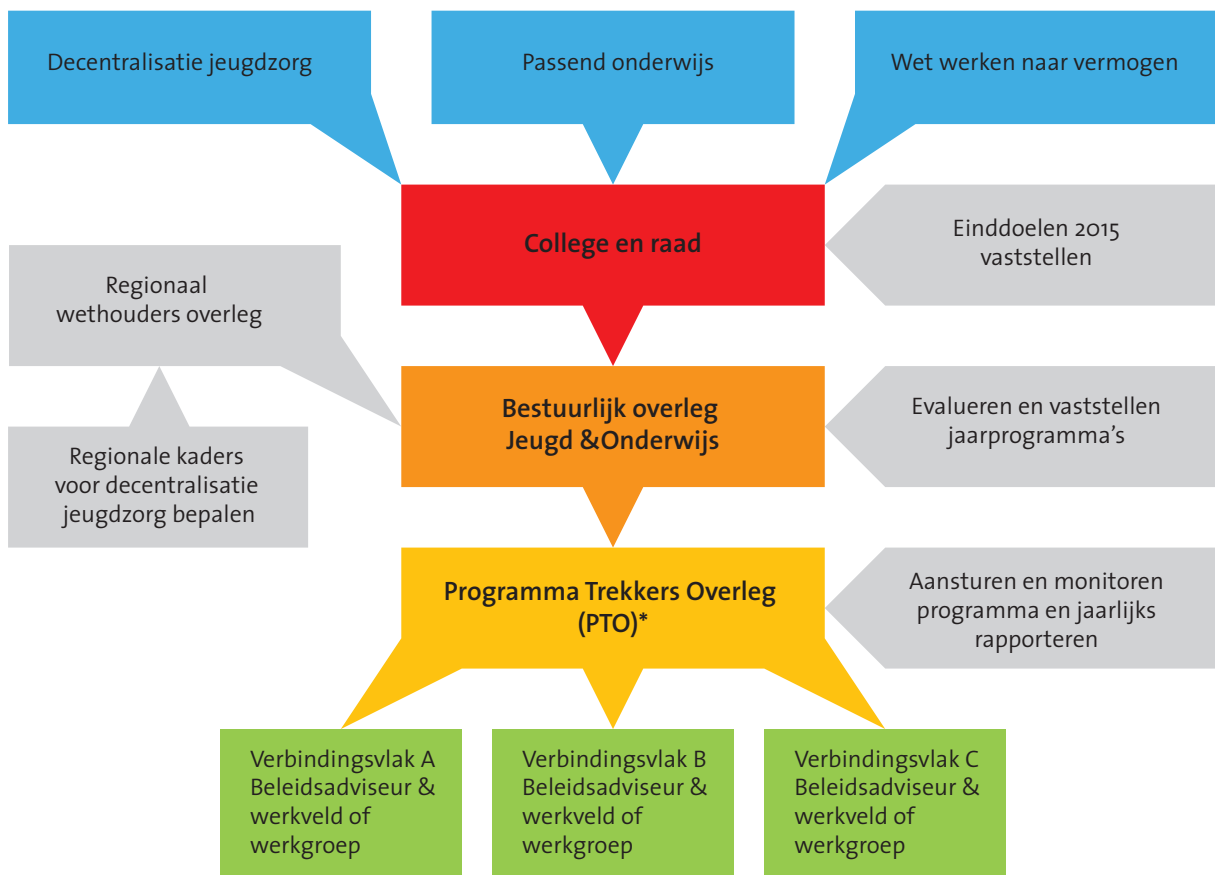 Decentralisatie jeugdzorg
Passend onderwijs
Wet werken naar vermogen
College en raad
Einddoelen 2015
vaststellen
Regionaal
wethouders overleg
Bestuurlijk overleg
Jeugd &Onderwijs
Evalueren en vaststellen
jaarprogramma's
Regionale kaders
voor decentralisatie
jeugdzorg bepalen
Programma Trekkers Overleg
(PTO)*
Aansturen en monitoren
programma en jaarlijks
rapporteren
Verbindingsvlak A
Beleidsadviseur &
werkveld of
werkgroep
Verbindingsvlak B
Beleidsadviseur &
werkveld of
werkgroep
Verbindingsvlak C
Beleidsadviseur &
werkveld of
werkgroep